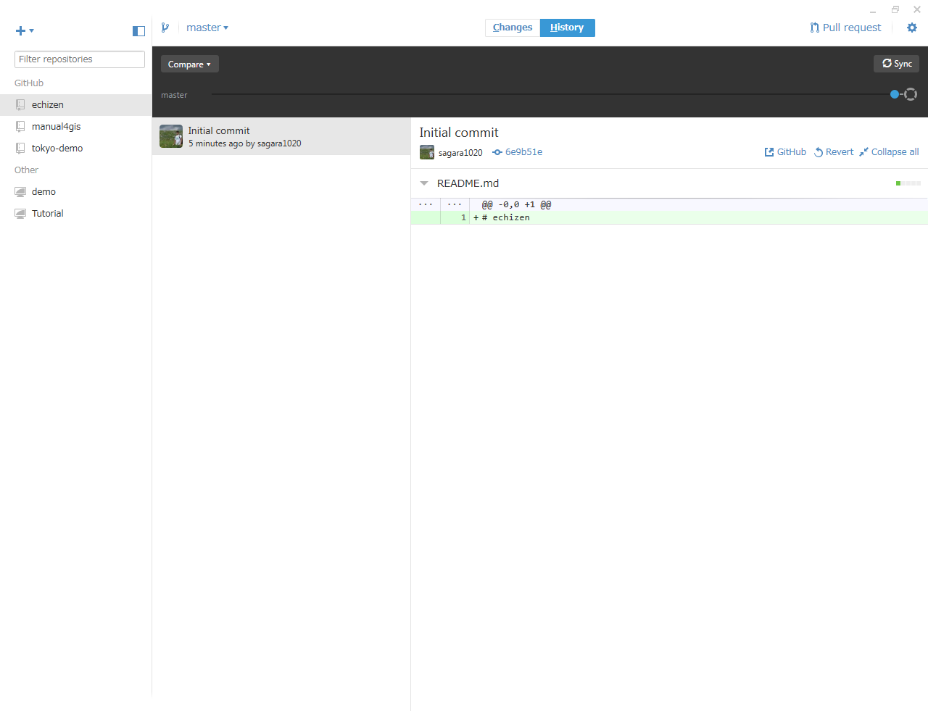 master
Changes
History
Pull request
Filter repositories
GitHub
echizen
manual4gis
tokyo-demo
Other
demo
Tutorial
Compare
Sync
master
Initial commit
5 minutes ago by sagara1020
Initial commit
sagara1020 6e9b51e
GitHub Revert Collapse all
README.md
... ... @@ -0,0 +1 @@
1 + # echizen